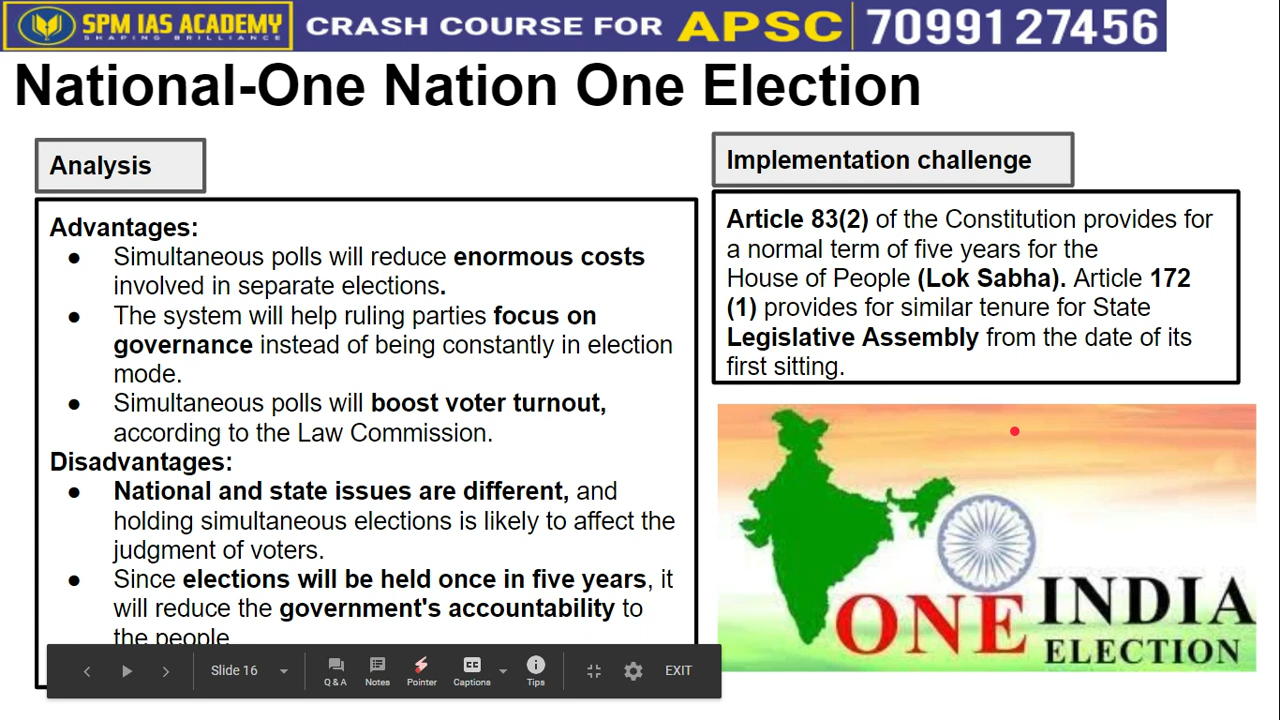 SPM IAS ACADEMY
SHAPING BRILLIANCE
CRASH COURSE FOR APSC 70991 27456
National-One Nation One Election
Analysis
Advantages:
● Simultaneous polls will reduce enormous costs
involved in separate elections.
● The system will help ruling parties focus on
governance instead of being constantly in election
mode.
● Simultaneous polls will boost voter turnout,
according to the Law Commission.
Disadvantages:
● National and state issues are different, and
holding simultaneous elections is likely to affect the
judgment of voters.
● Since elections will be held once in five years, it
will reduce the government's accountability to
the people
Implementation challenge
Article 83(2) of the Constitution provides for
a normal term of five years for the
House of People (Lok Sabha). Article 172
(1) provides for similar tenure for State
Legislative Assembly from the date of its
first sitting.
ONE INDIA
ELECTION
Slide 16
Q & A
Notes
Pointer
CC
Captions
Tips
EXIT